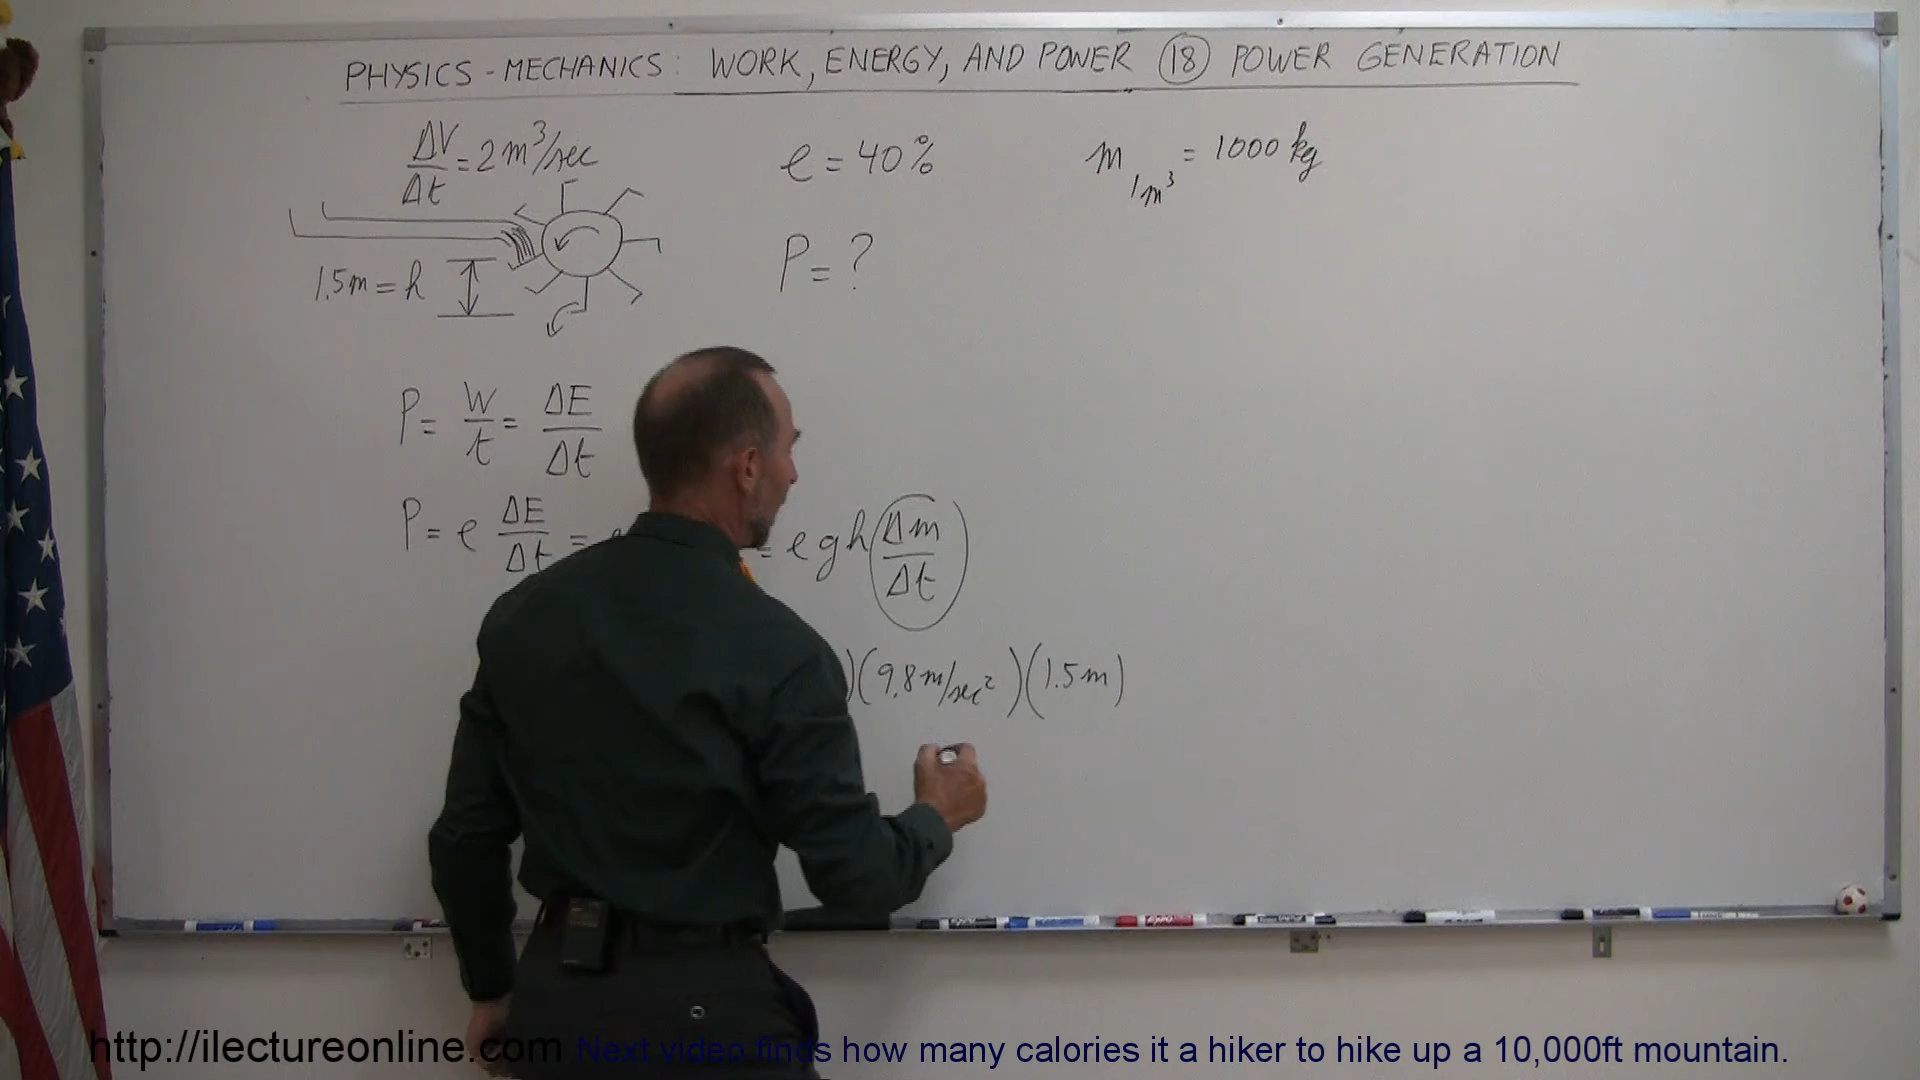 PHYSICS - MECHANICS: WORK, ENERGY, AND POWER (18) POWER GENERATION
ΔV/Δt = 2 m³/sec
e = 40%
m 1m³ = 1000 kg
1.5m = h
P = ?
P = W/t = ΔE/Δt
P = e ΔE/Δt =
= e g h (Δm/Δt)
)(9.8 m/sec²)(1.5 m)
http://ilectureonline.com Next video finds how many calories it a hiker to hike up a 10,000ft mountain.